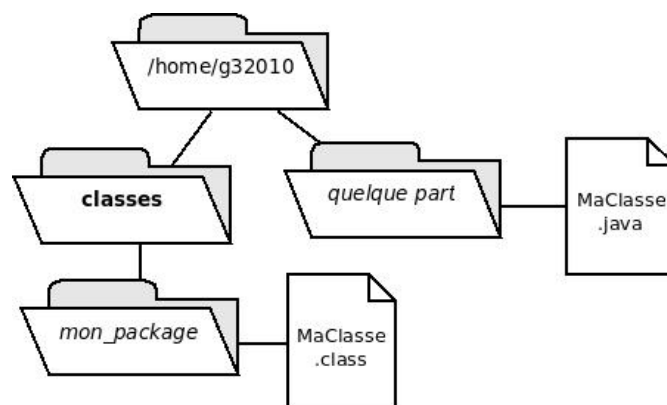 /home/g32010
classes
quelque part
MaClasse
.java
mon_package
MaClasse
.class